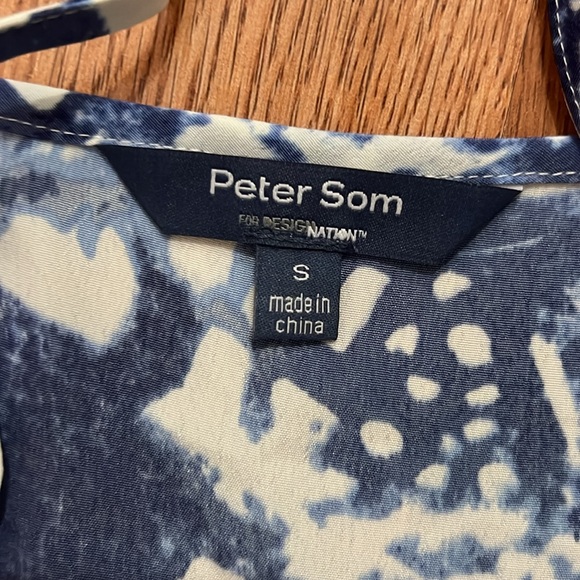 Peter Som
FOR DESIGN NATION™
S
made in
china